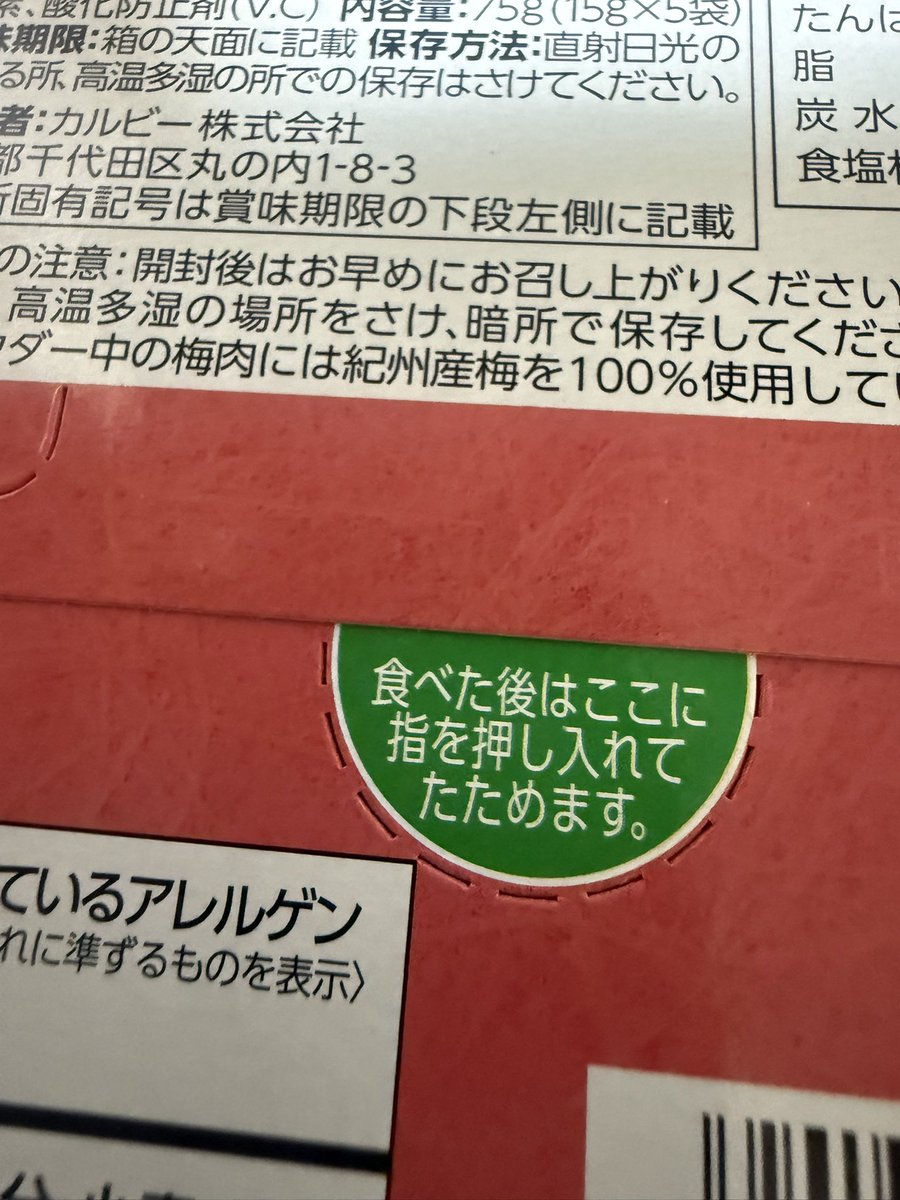 酸化防止剤(V.C) 内容量:75g(15g×5袋)
味期限:箱の天面に記載 保存方法:直射日光の
る所、高温多湿の所での保存はさけてください。
者:カルビー株式会社
都千代田区丸の内1-8-3
所固有記号は賞味期限の下段左側に記載
たんぱ
脂
炭水
食塩相
の注意:開封後はお早めにお召し上がりください
高温多湿の場所をさけ、暗所で保存してくださ
ウダー中の梅肉には紀州産梅を100%使用してい
食べた後はここに
指を押し入れて
たためます。
ているアレルゲン
れに準ずるものを表示〉